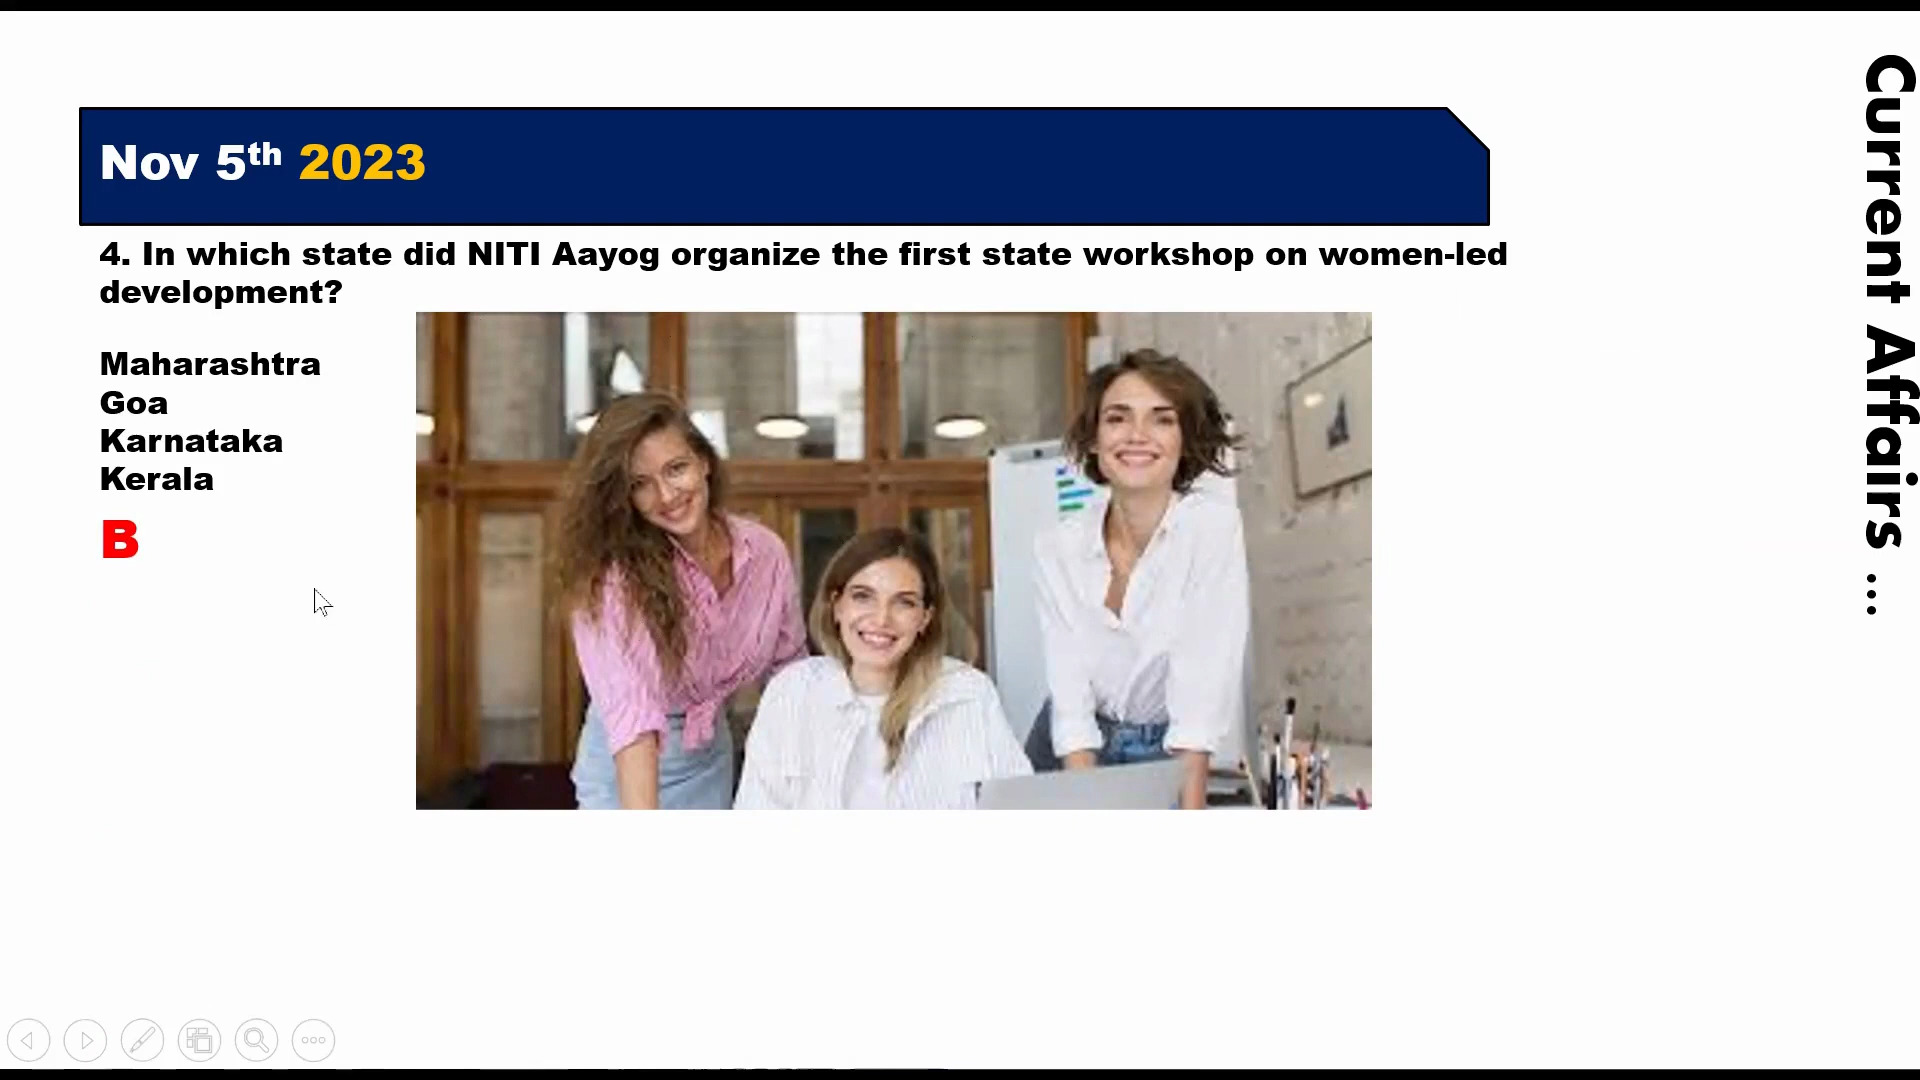 Nov 5th 2023
4. In which state did NITI Aayog organize the first state workshop on women-led
development?
Maharashtra
Goa
Karnataka
Kerala
B
Current Affairs ...